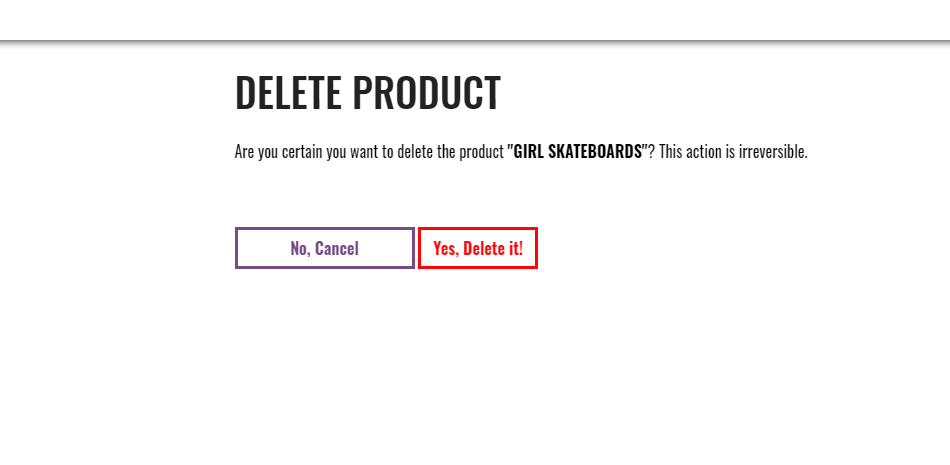 DELETE PRODUCT
Are you certain you want to delete the product "GIRL SKATEBOARDS"? This action is irreversible.
No, Cancel
Yes, Delete it!